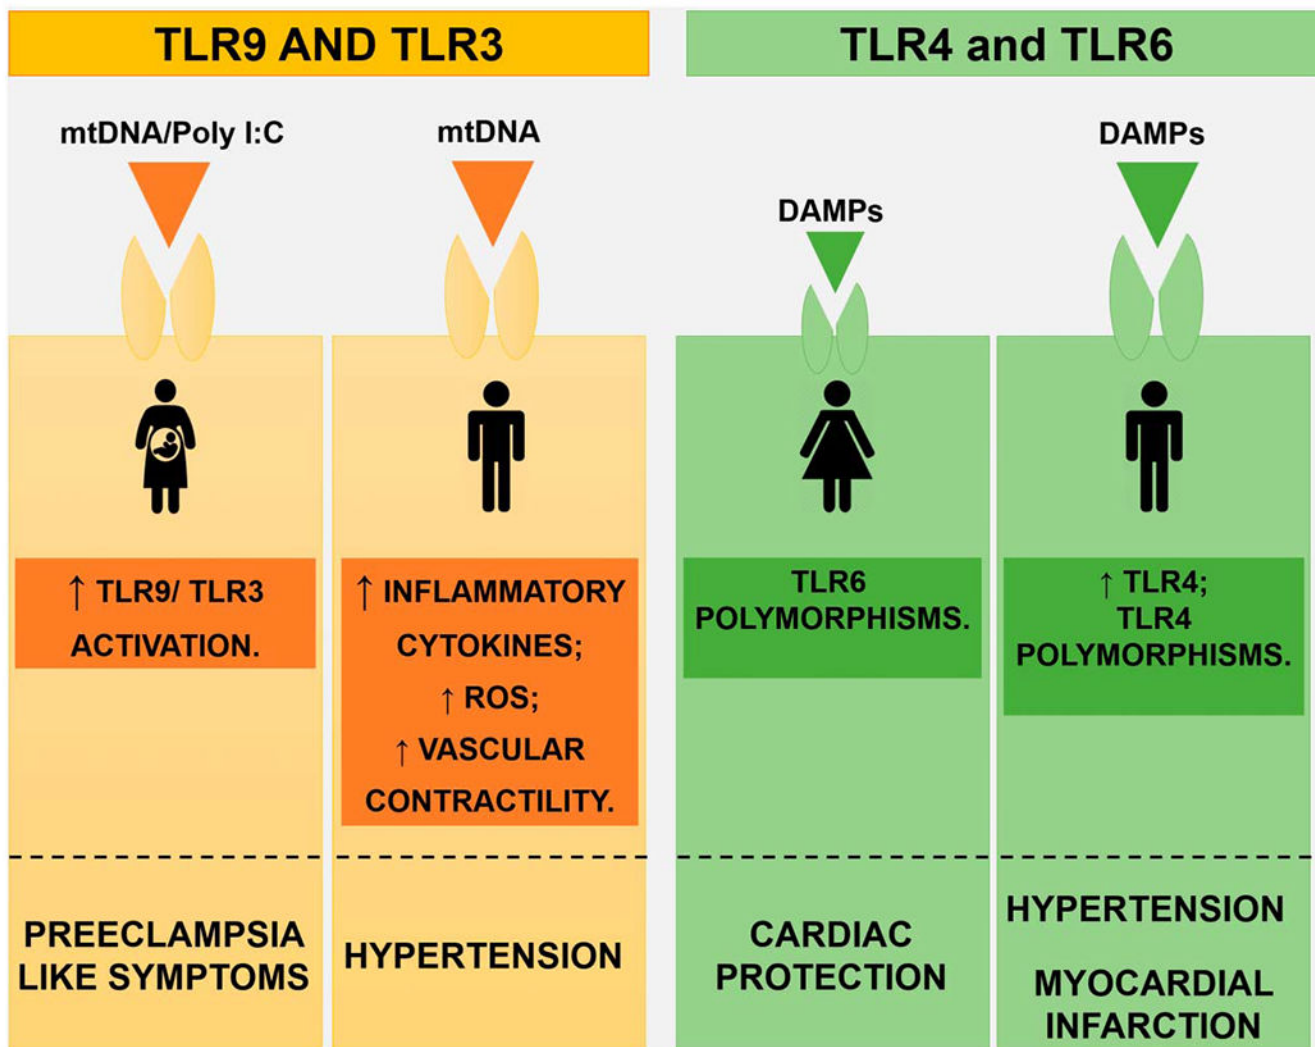 TLR9 AND TLR3
mtDNA/Poly I:C
↑ TLR9/ TLR3
ACTIVATION.
PREECLAMPSIA
LIKE SYMPTOMS
mtDNA
↑ INFLAMMATORY
CYTOKINES;
↑ ROS;
↑ VASCULAR
CONTRACTILITY.
HYPERTENSION
TLR4 and TLR6
DAMPs
TLR6
POLYMORPHISMS.
CARDIAC
PROTECTION
DAMPs
↑ TLR4;
TLR4
POLYMORPHISMS.
HYPERTENSION
MYOCARDIAL
INFARCTION